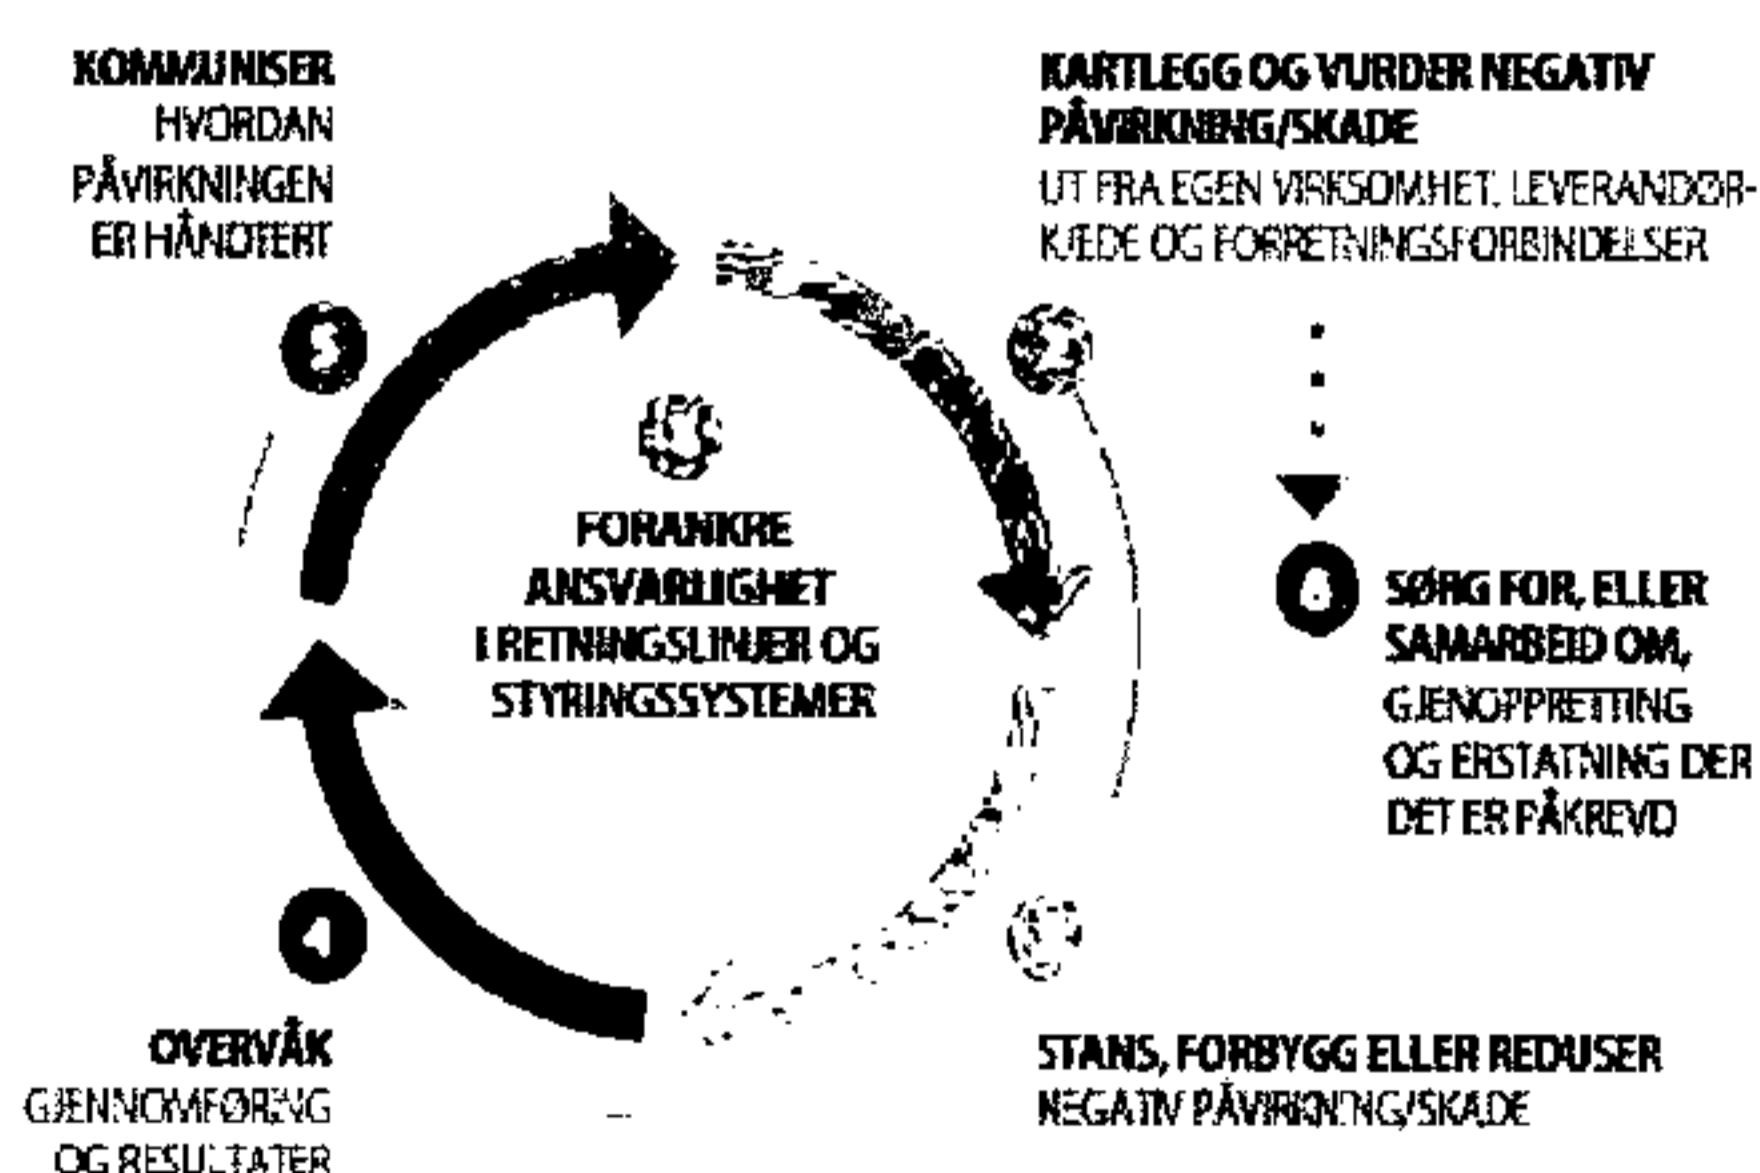 KOMMUNISER
HVORDAN
PÅVIRKNINGEN
ER HÅNDTERT
5
KARTLEGG OG VURDER NEGATIV
PÅVIRKNING/SKADE
UT FRA EGEN VIRKSOMHET, LEVERANDØR-
KJEDE OG FORRETNINGSFORBINDELSER
FORANKRE
ANSVARLIGHET
I RETNINGSLINJER OG
STYRINGSSYSTEMER
SØRG FOR, ELLER
SAMARBEID OM,
GJENOPPRETTING
OG ERSTATNING DER
DET ER PÅKREVD
4
OVERVÅK
GJENNOMFØRING
OG RESULTATER
STANS, FORBYGG ELLER REDUSER
NEGATIV PÅVIRKNING/SKADE